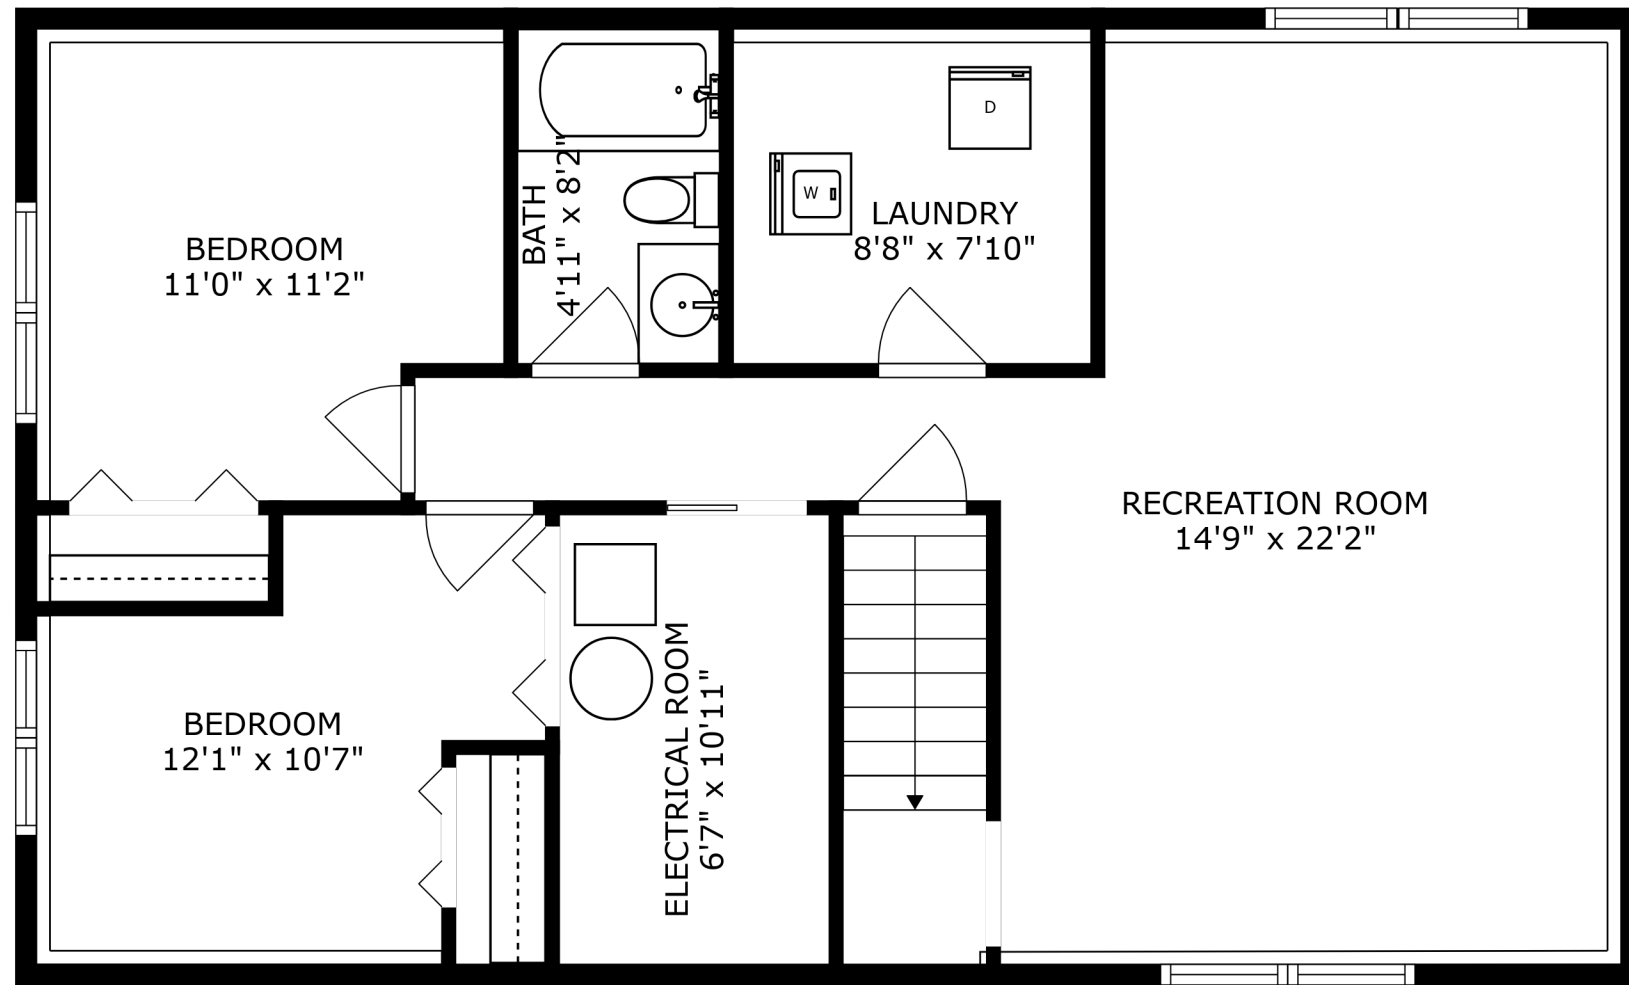 BEDROOM
11'0" x 11'2"
BATH
4'11" x 8'2"
D
W
LAUNDRY
8'8" x 7'10"
RECREATION ROOM
14'9" x 22'2"
BEDROOM
12'1" x 10'7"
ELECTRICAL ROOM
6'7" x 10'11"